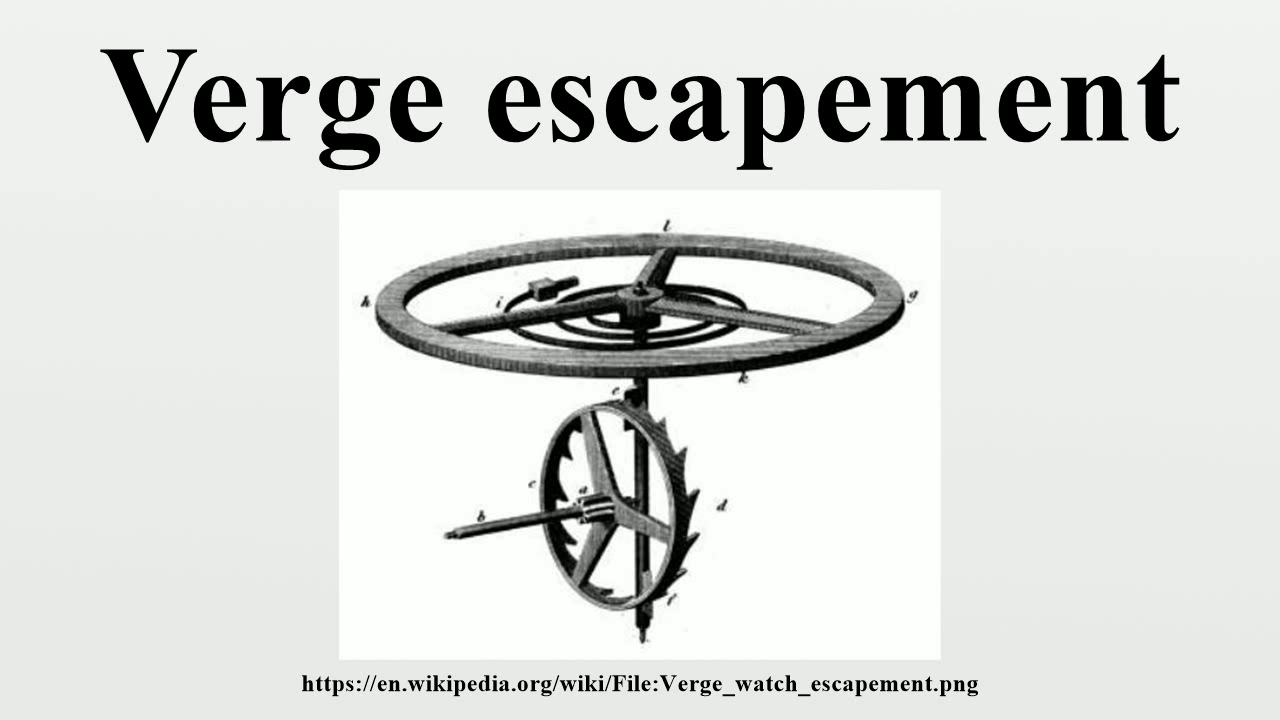 Verge escapement
l
h
i
g
k
e
c
a
d
b
f
https://en.wikipedia.org/wiki/File:Verge_watch_escapement.png